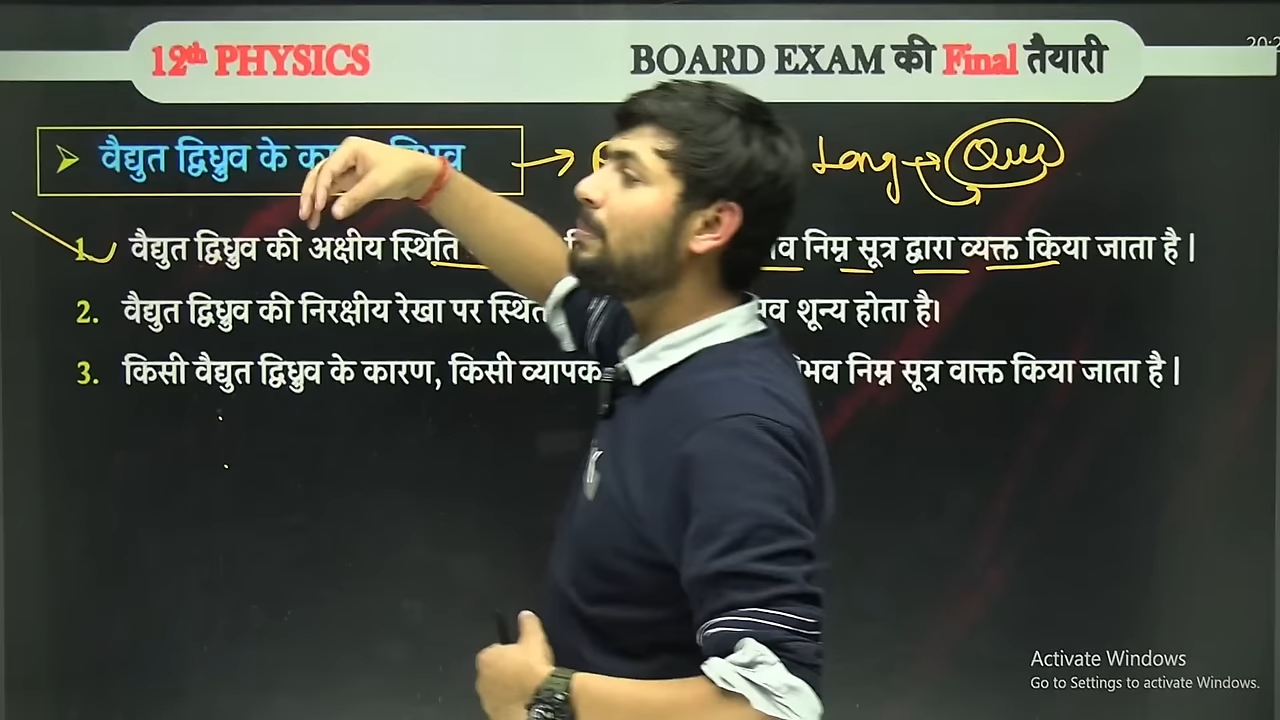 20:2
12th PHYSICS BOARD EXAM की Final तैयारी
➢ वैद्युत द्विध्रुव के
Long → Que
1. वैद्युत द्विध्रुव की अक्षीय स्थिति निम्न सूत्र द्वारा व्यक्त किया जाता है |
2. वैद्युत द्विध्रुव की निरक्षीय रेखा पर स्थित शून्य होता है।
3. किसी वैद्युत द्विध्रुव के कारण, किसी व्यापक निम्न सूत्र वाक्त किया जाता है |
Activate Windows
Go to Settings to activate Windows.